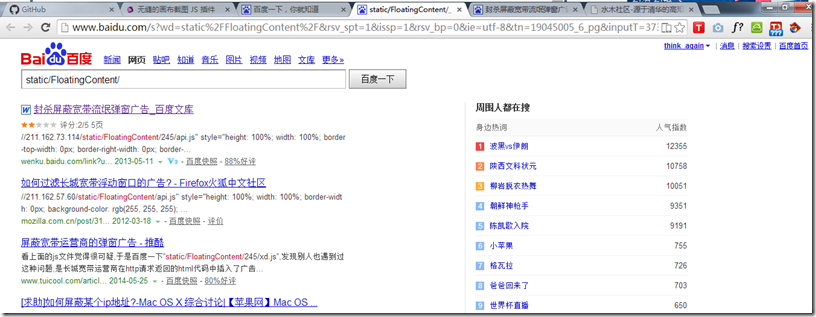 GitHub
无缝的画布截图 JS 插件
百度一下，你就知道
static/FloatingContent/_
封杀屏蔽宽带流氓弹窗广
水木社区-源于清华的高知
www.baidu.com/s?wd=static%2FFloatingContent%2F&rsv_spt=1&issp=1&rsv_bp=0&ie=utf-8&tn=19045005_6_pg&inputT=37
think_again | 消息 | 搜索设置 | 百度首页
Bai du 百度 新闻 网页 贴吧 知道 音乐 图片 视频 地图 文库 更多»
static/FloatingContent/ 百度一下
封杀屏蔽宽带流氓弹窗广告_百度文库
评分:2/5 5页
//211.162.73.114/static/FloatingContent/245/api.js" style="height: 100%; width: 100%; border
-top-width: 0px; border-right-width: 0px; border-...
wenku.baidu.com/link?u... 2013-05-11 - V3 - 百度快照 - 88%好评
如何过滤长城宽带浮动窗口的广告? - Firefox火狐中文社区
//211.162.57.60/static/FloatingContent/api.js" style="height: 100%; width: 100%; border-widt
h: 0px; background-color: rgb(255, 255, 255); ...
mozilla.com.cn/post/31... 2012-03-18 - 百度快照 - 评价
屏蔽宽带运营商的弹窗广告 - 推酷
看上面的js文件觉得很可疑,于是百度一下"static/FloatingContent/245/xd.js",发现别人也遇到过
这种问题,是长城宽带运营商在http请求返回的html代码中插入了广告...
www.tuicool.com/articl... 2014-05-25 - 百度快照 - 80%好评
[求助]如何屏蔽某个ip地址?-Mac OS X 综合讨论|【苹果网】Mac OS ...
周围人都在搜
身边热词 人气指数
1 波黑vs伊朗 12355
2 陕西文科状元 10758
3 柳岩脱衣热舞 10051
4 朝鲜神枪手 9351
5 陈凯歌入院 9191
6 小苹果 755
7 格瓦拉 726
8 爸爸回来了 703
9 世界杯直播 650